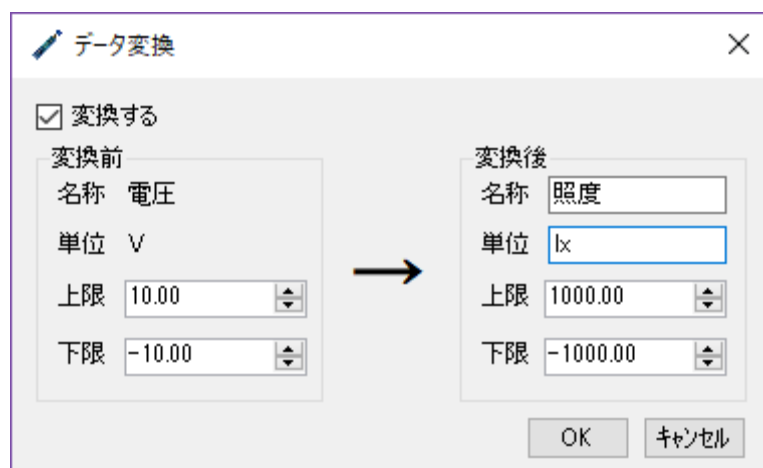 データ変換
変換する
変換前
名称 電圧
単位 V
上限 10.00
下限 -10.00
変換後
名称 照度
単位 lx
上限 1000.00
下限 -1000.00
OK キャンセル